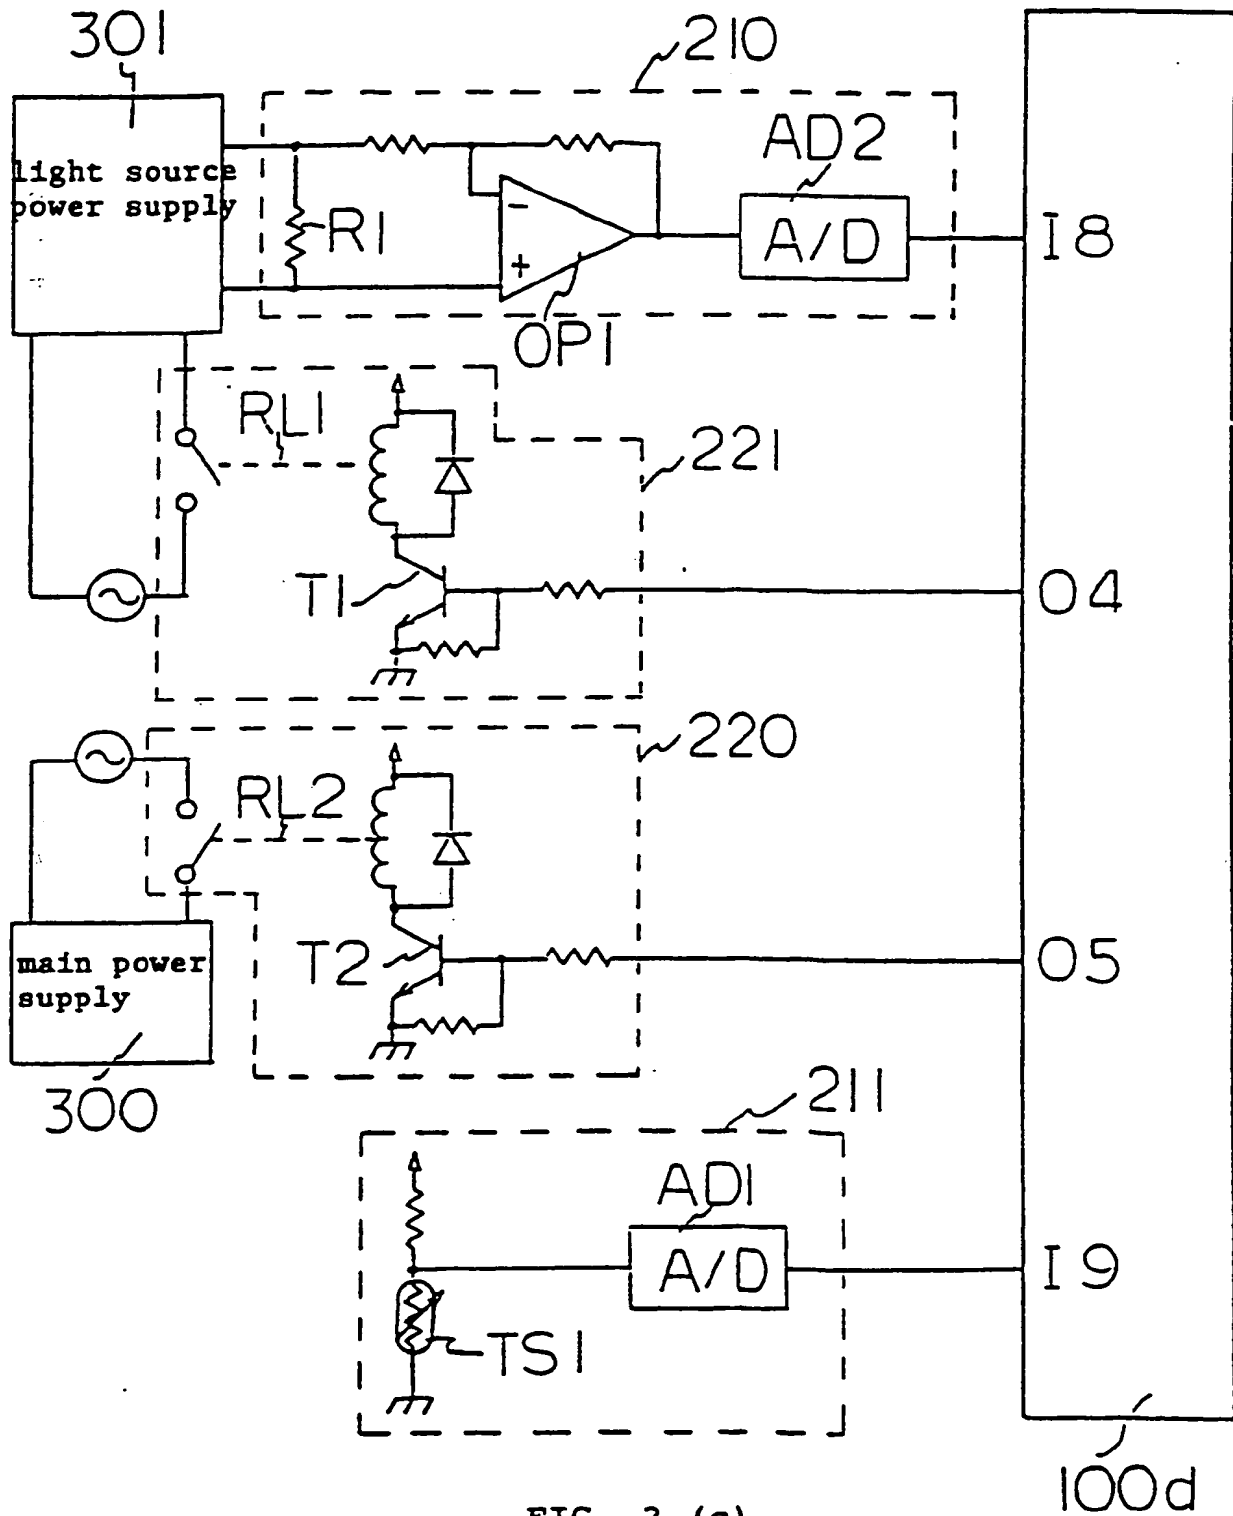 301
210
light source
power supply
R1
-
+
OP1
AD2
A/D
I8
RL1
221
T1
O4
220
RL2
T2
O5
main power
supply
300
211
AD1
A/D
I9
TS1
100d